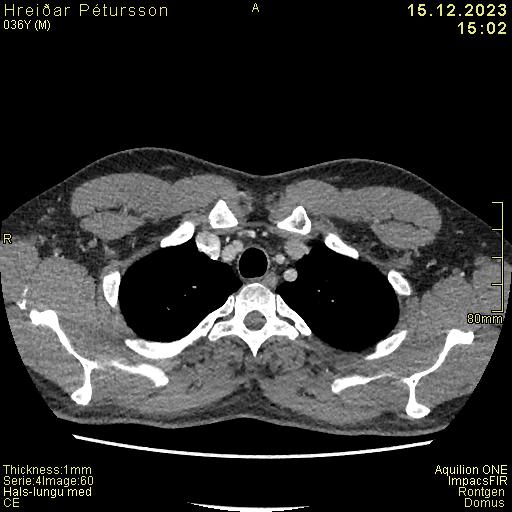 Hreiðar Pétursson
036Y (M)
A
15.12.2023
15:02
R
80mm
Thickness:1mm
Serie:4Image:60
Hals-lungu med
CE
Aquilion ONE
ImpacsFIR
Rontgen
Domus